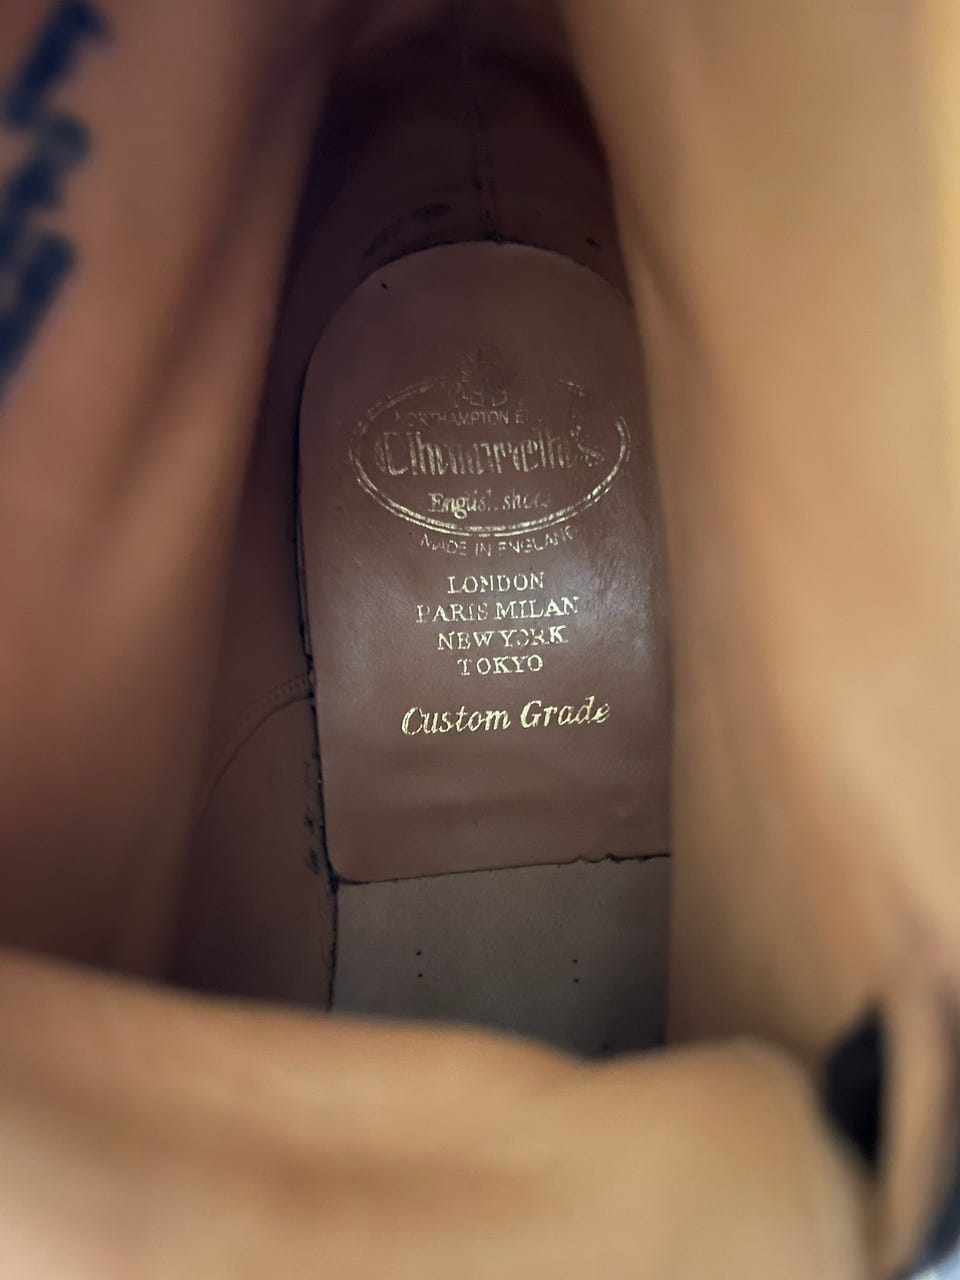 NORTHAMPTON
Church's
English shoes
MADE IN ENGLAND
LONDON
PARIS MILAN
NEW YORK
TOKYO
Custom Grade